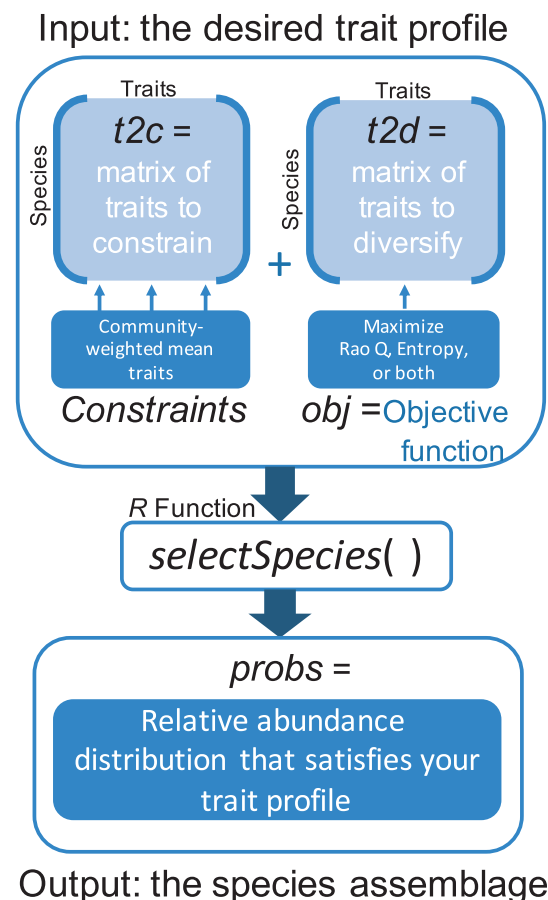 Input: the desired trait profile
Traits
Species
t2c =
matrix of
traits to
constrain
Community-
weighted mean
traits
Constraints
+
Traits
Species
t2d =
matrix of
traits to
diversify
Maximize
Rao Q, Entropy,
or both
obj =Objective
function
R Function
selectSpecies( )
probs =
Relative abundance
distribution that satisfies your
trait profile
Output: the species assemblage